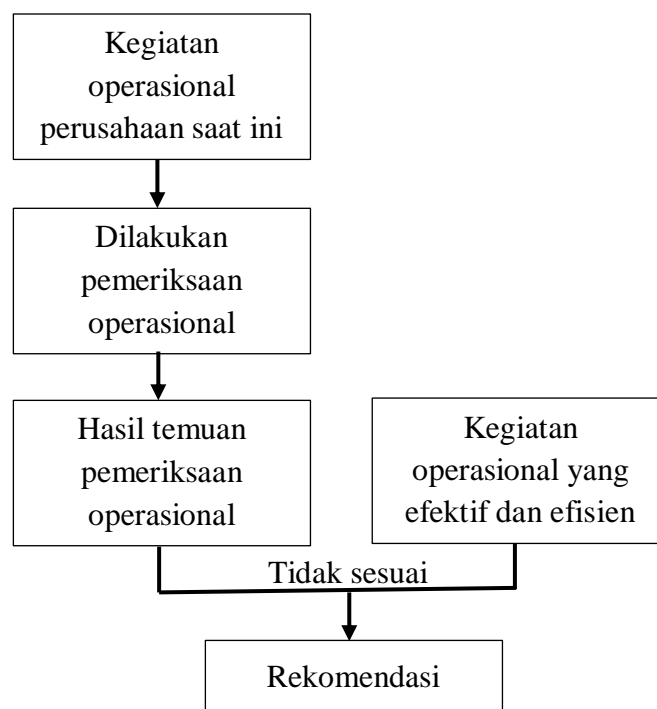 Kegiatan
operasional
perusahaan saat ini
Dilakukan
pemeriksaan
operasional
Hasil temuan
pemeriksaan
operasional
Kegiatan
operasional yang
efektif dan efisien
Tidak sesuai
Rekomendasi